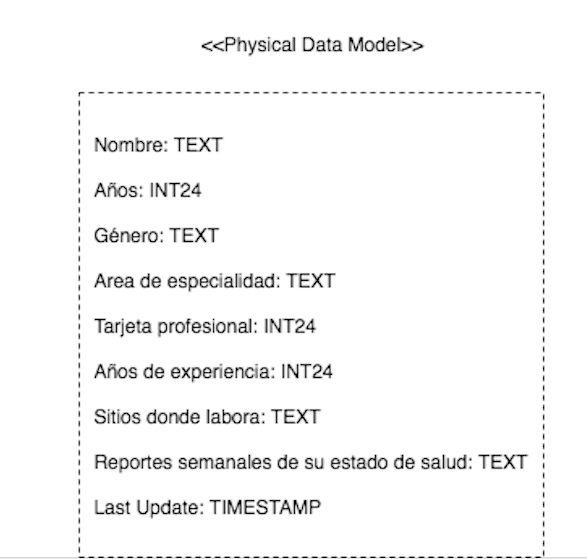 <<Physical Data Model>>
Nombre: TEXT
Años: INT24
Género: TEXT
Area de especialidad: TEXT
Tarjeta profesional: INT24
Años de experiencia: INT24
Sitios donde labora: TEXT
Reportes semanales de su estado de salud: TEXT
Last Update: TIMESTAMP